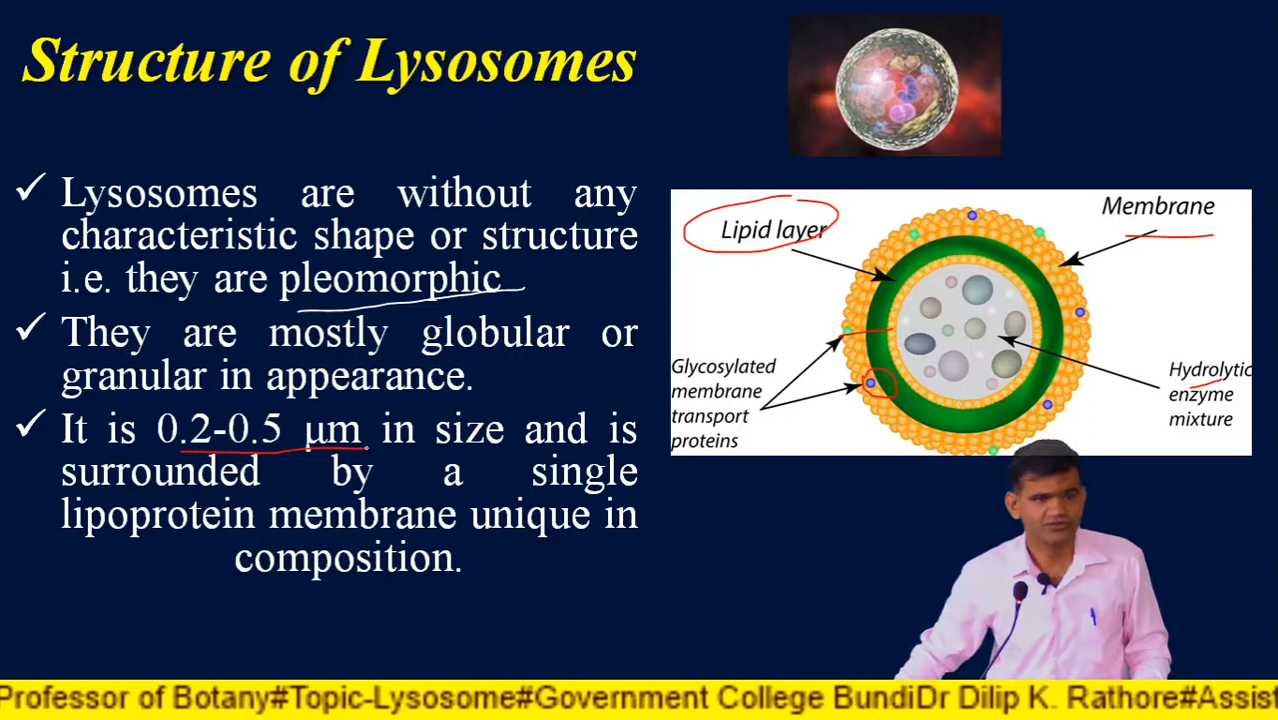 Structure of Lysosomes
✓ Lysosomes are without any
characteristic shape or structure
i.e. they are pleomorphic
✓ They are mostly globular or
granular in appearance.
✓ It is 0.2-0.5 μm in size and is
surrounded by a single
lipoprotein membrane unique in
composition.
Lipid layer
Membrane
Glycosylated
membrane
transport
proteins
Hydrolytic
enzyme
mixture
Professor of Botany#Topic-Lysosome#Government College BundiDr Dilip K. Rathore#Assist